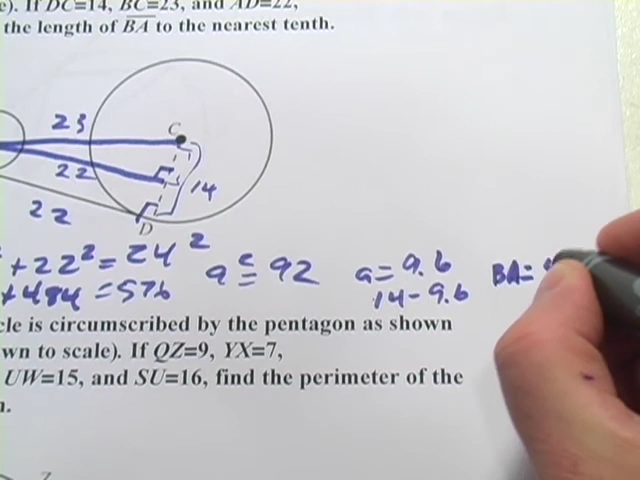 e). If DC=14, BC=23, and AD=22,
the length of BA to the nearest tenth.
23
C
22
14
22
D
+22²=24²
a²=92
a=9.6
BA=
+484=576
14-9.6
cle is circumscribed by the pentagon as shown
wn to scale). If QZ=9, YX=7,
UW=15, and SU=16, find the perimeter of the
n.
Z